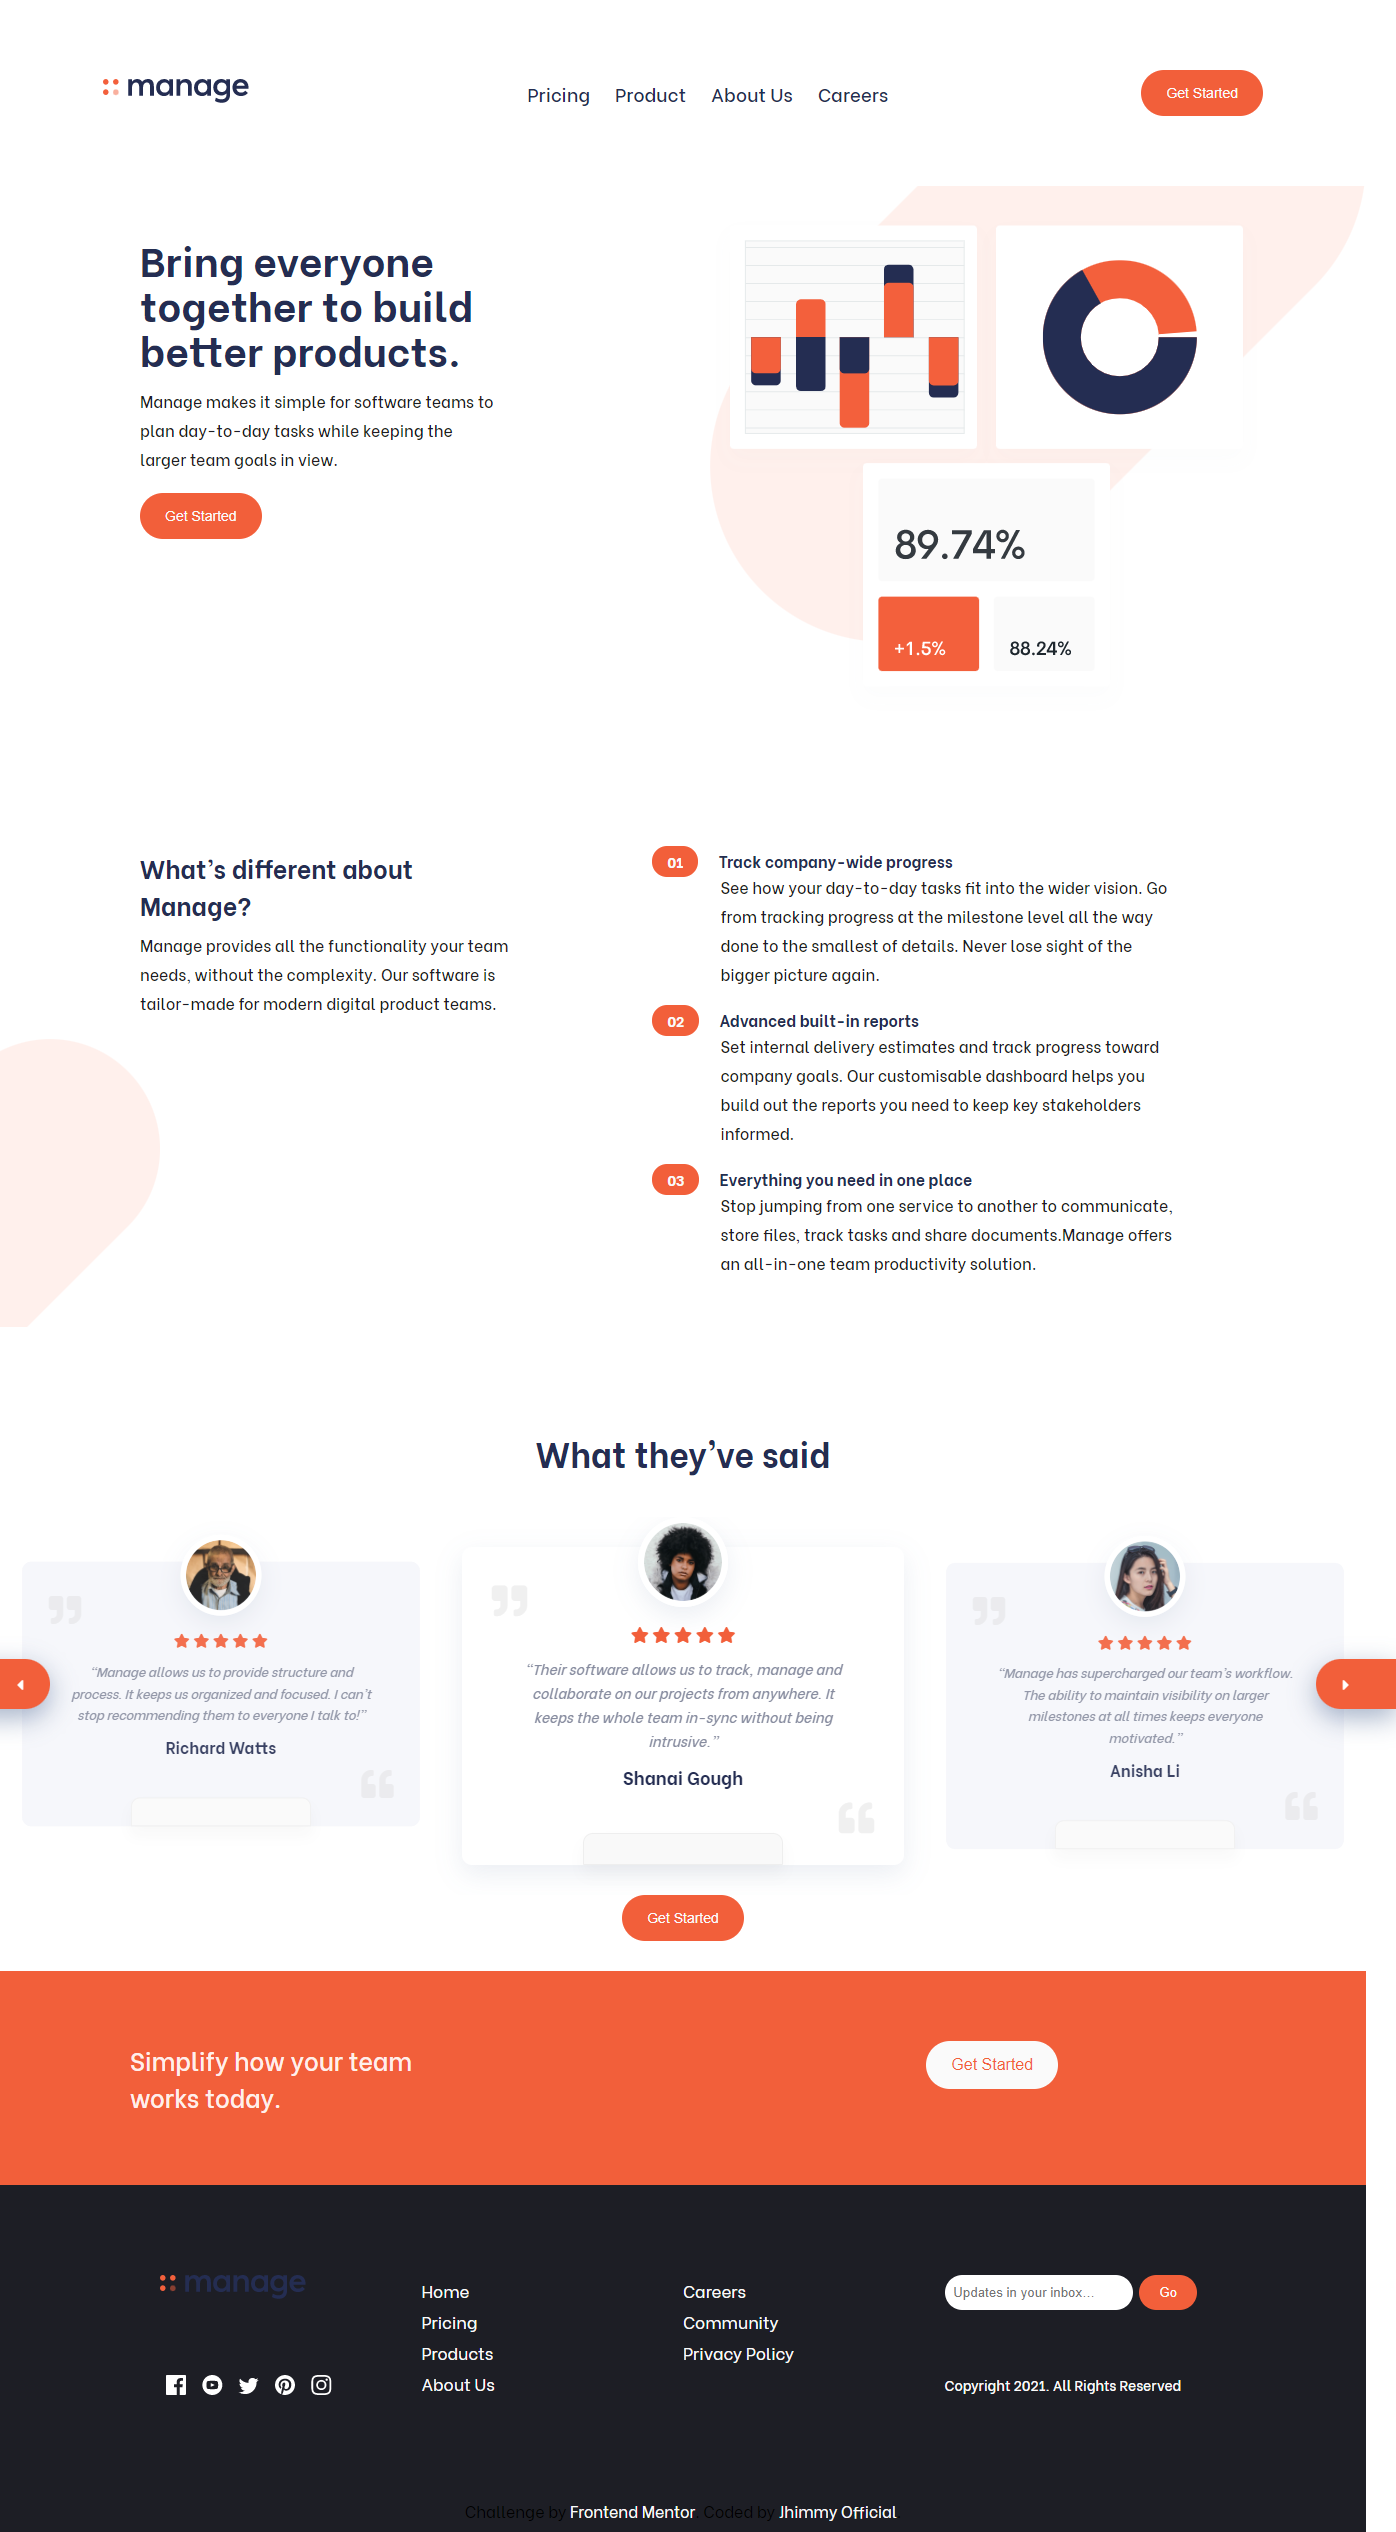 manage
Pricing Product About Us Careers
Get Started
Bring everyone
together to build
better products.
Manage makes it simple for software teams to
plan day-to-day tasks while keeping the
larger team goals in view.
Get Started
89.74%
+1.5%
88.24%
What’s different about
Manage?
Manage provides all the functionality your team
needs, without the complexity. Our software is
tailor-made for modern digital product teams.
01 Track company-wide progress
See how your day-to-day tasks fit into the wider vision. Go
from tracking progress at the milestone level all the way
done to the smallest of details. Never lose sight of the
bigger picture again.
02 Advanced built-in reports
Set internal delivery estimates and track progress toward
company goals. Our customisable dashboard helps you
build out the reports you need to keep key stakeholders
informed.
03 Everything you need in one place
Stop jumping from one service to another to communicate,
store files, track tasks and share documents.Manage offers
an all-in-one team productivity solution.
What they’ve said
“Manage allows us to provide structure and
process. It keeps us organized and focused. I can’t
stop recommending them to everyone I talk to!”
Richard Watts
“Their software allows us to track, manage and
collaborate on our projects from anywhere. It
keeps the whole team in-sync without being
intrusive.”
Shanai Gough
“Manage has supercharged our team’s workflow.
The ability to maintain visibility on larger
milestones at all times keeps everyone
motivated.”
Anisha Li
Get Started
Simplify how your team
works today.
Get Started
manage
Home
Pricing
Products
About Us
Careers
Community
Privacy Policy
Updates in your inbox...
Go
Copyright 2021. All Rights Reserved
Challenge by Frontend Mentor Coded by Jhimmy Official